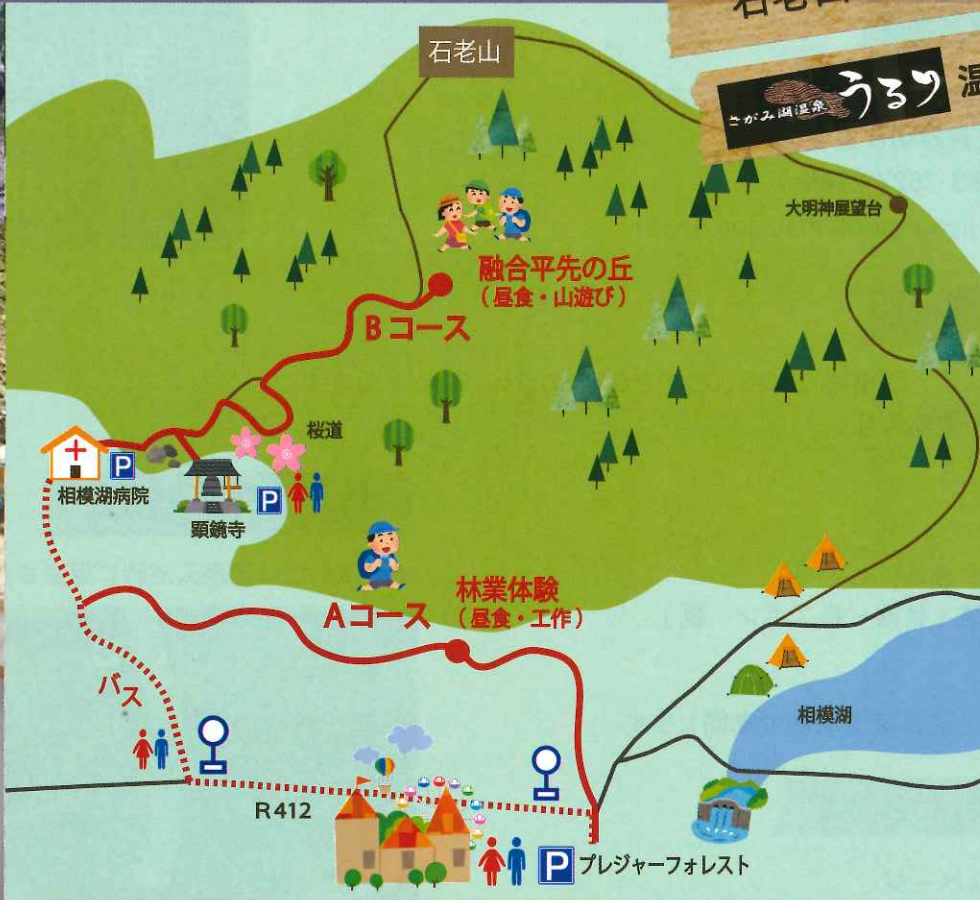 石老山
さがみ湖温泉 うるり
温
大明神展望台
融合平先の丘
(昼食・山遊び)
Bコース
桜道
P
相模湖病院
P
顕鏡寺
林業体験
Aコース
(昼食・工作)
バス
相模湖
R412
P
プレジャーフォレスト